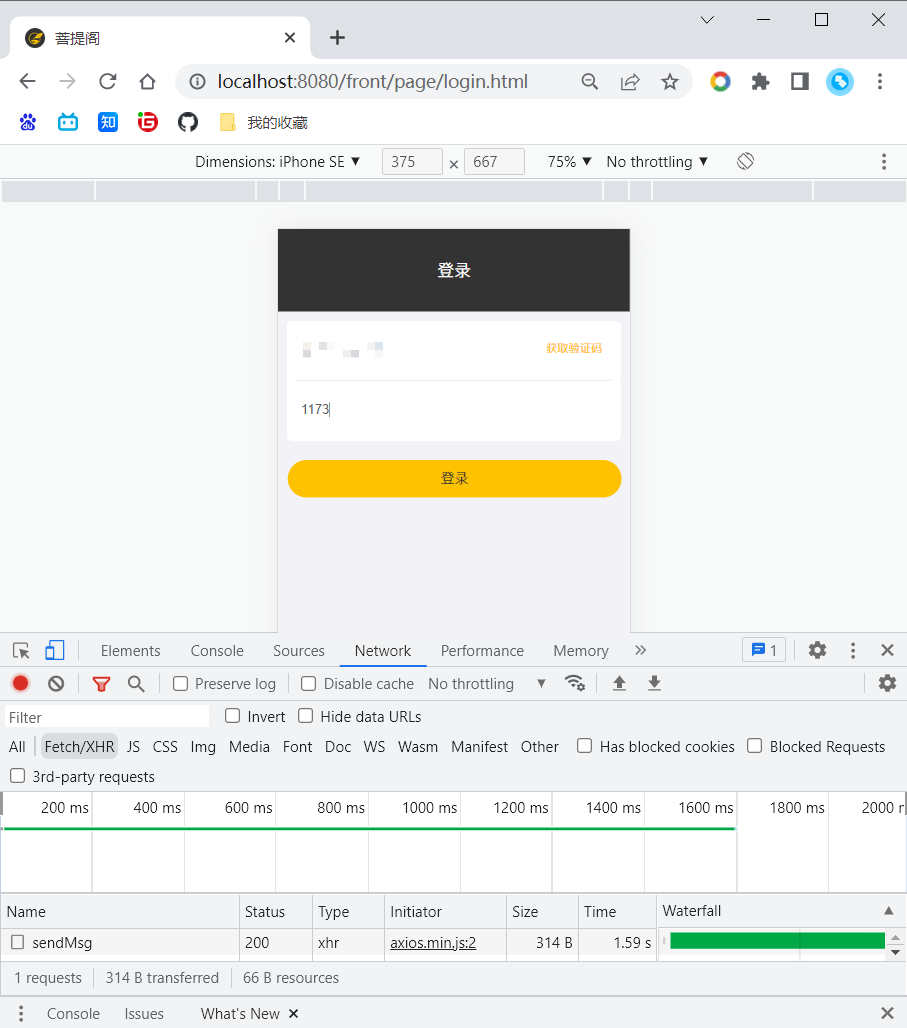 菩提阁
localhost:8080/front/page/login.html
知
我的收藏
Dimensions: iPhone SE ▼ 375 × 667 75% ▼ No throttling ▼
登录
获取验证码
1173
登录
Elements Console Sources Network Performance Memory » 1
Preserve log Disable cache No throttling ▼
Filter Invert Hide data URLs
All Fetch/XHR JS CSS Img Media Font Doc WS Wasm Manifest Other Has blocked cookies Blocked Requests
3rd-party requests
200 ms 400 ms 600 ms 800 ms 1000 ms 1200 ms 1400 ms 1600 ms 1800 ms 2000 
Name Status Type Initiator Size Time Waterfall ▲
sendMsg 200 xhr axios.min.js:2 314 B 1.59 s
1 requests 314 B transferred 66 B resources
Console Issues What's New ×